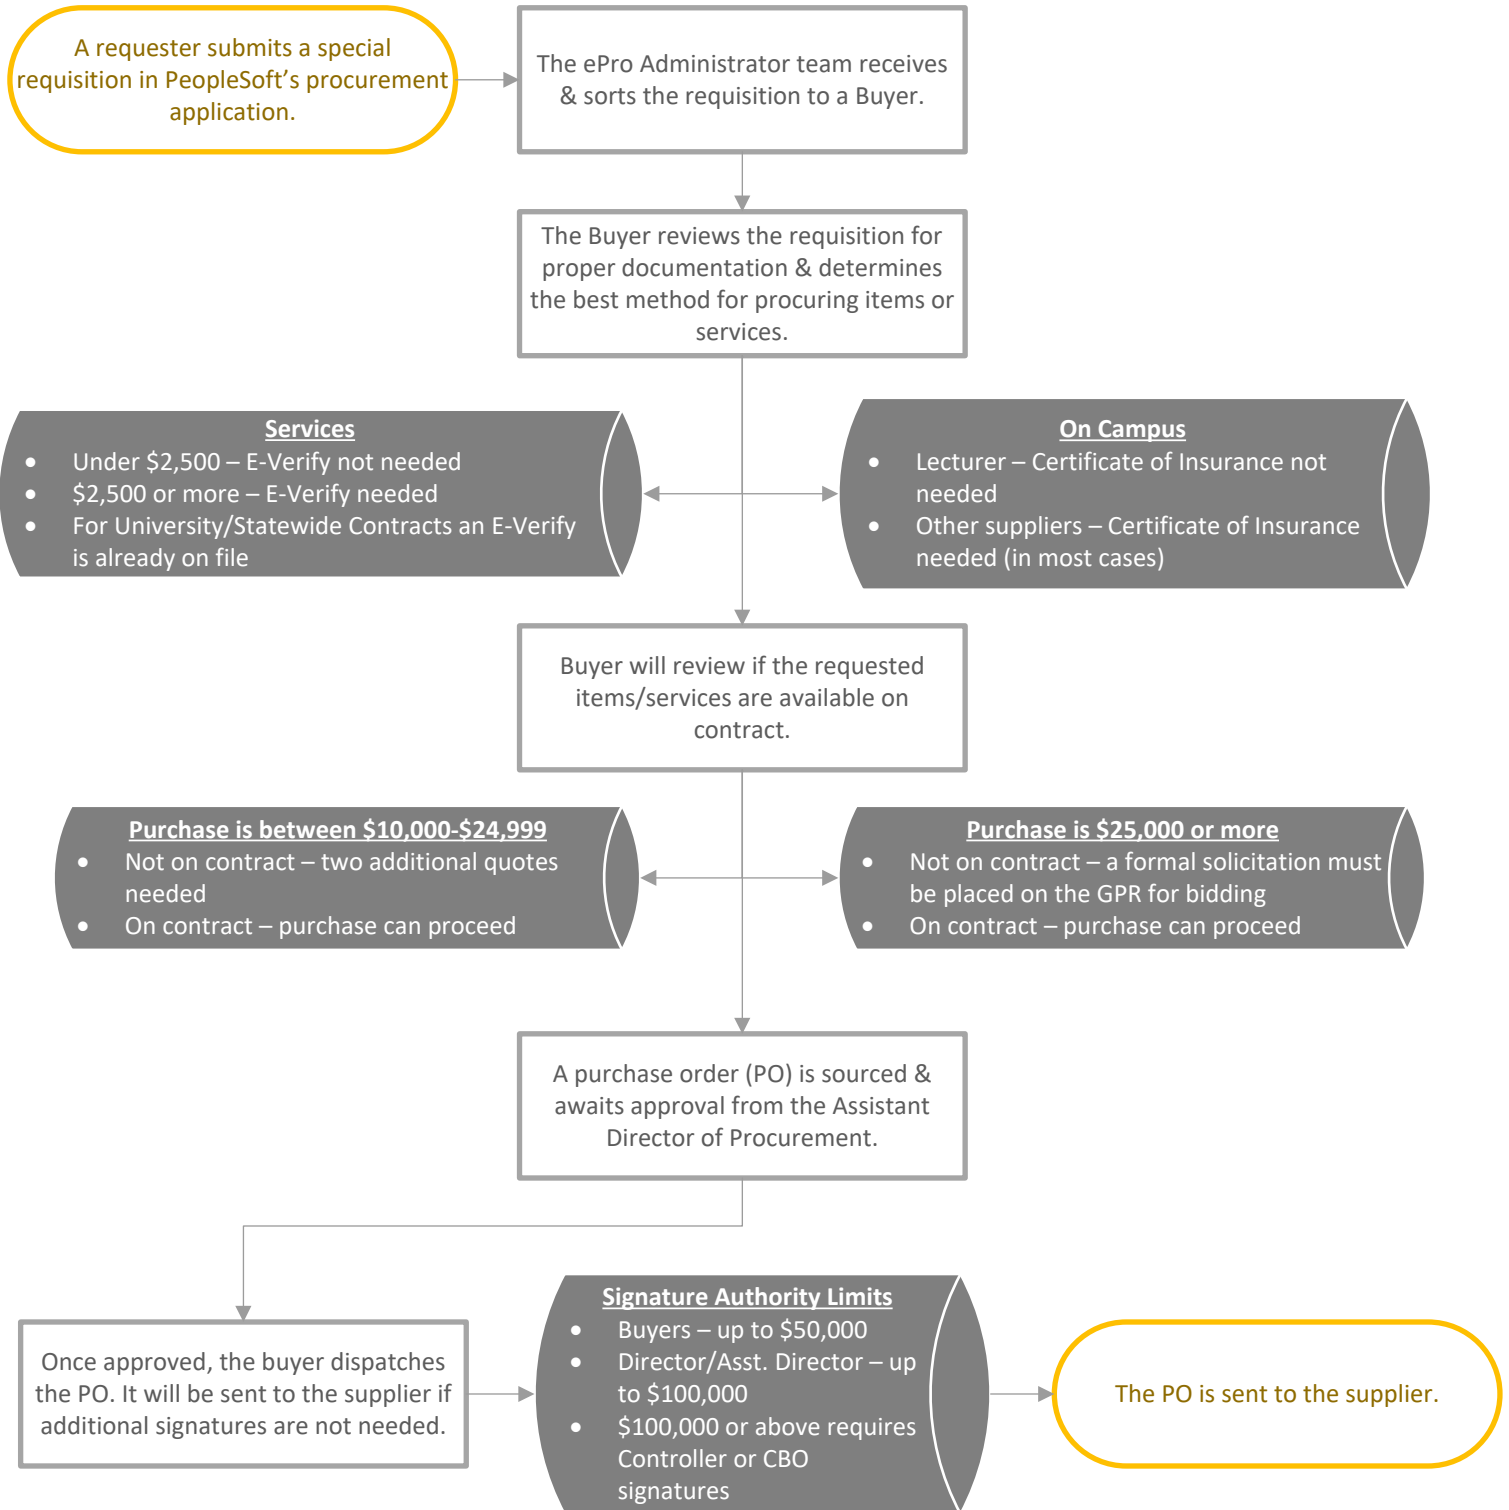 A requester submits a special
requisition in PeopleSoft's procurement
application.
The ePro Administrator team receives
& sorts the requisition to a Buyer.
The Buyer reviews the requisition for
proper documentation & determines
the best method for procuring items or
services.
Services
• Under $2,500 – E-Verify not needed
• $2,500 or more – E-Verify needed
• For University/Statewide Contracts an E-Verify
is already on file
On Campus
• Lecturer – Certificate of Insurance not
needed
• Other suppliers – Certificate of Insurance
needed (in most cases)
Buyer will review if the requested
items/services are available on
contract.
Purchase is between $10,000-$24,999
• Not on contract – two additional quotes
needed
• On contract – purchase can proceed
Purchase is $25,000 or more
• Not on contract – a formal solicitation must
be placed on the GPR for bidding
• On contract – purchase can proceed
A purchase order (PO) is sourced &
awaits approval from the Assistant
Director of Procurement.
Once approved, the buyer dispatches
the PO. It will be sent to the supplier if
additional signatures are not needed.
Signature Authority Limits
• Buyers – up to $50,000
• Director/Asst. Director – up
to $100,000
• $100,000 or above requires
Controller or CBO
signatures
The PO is sent to the supplier.